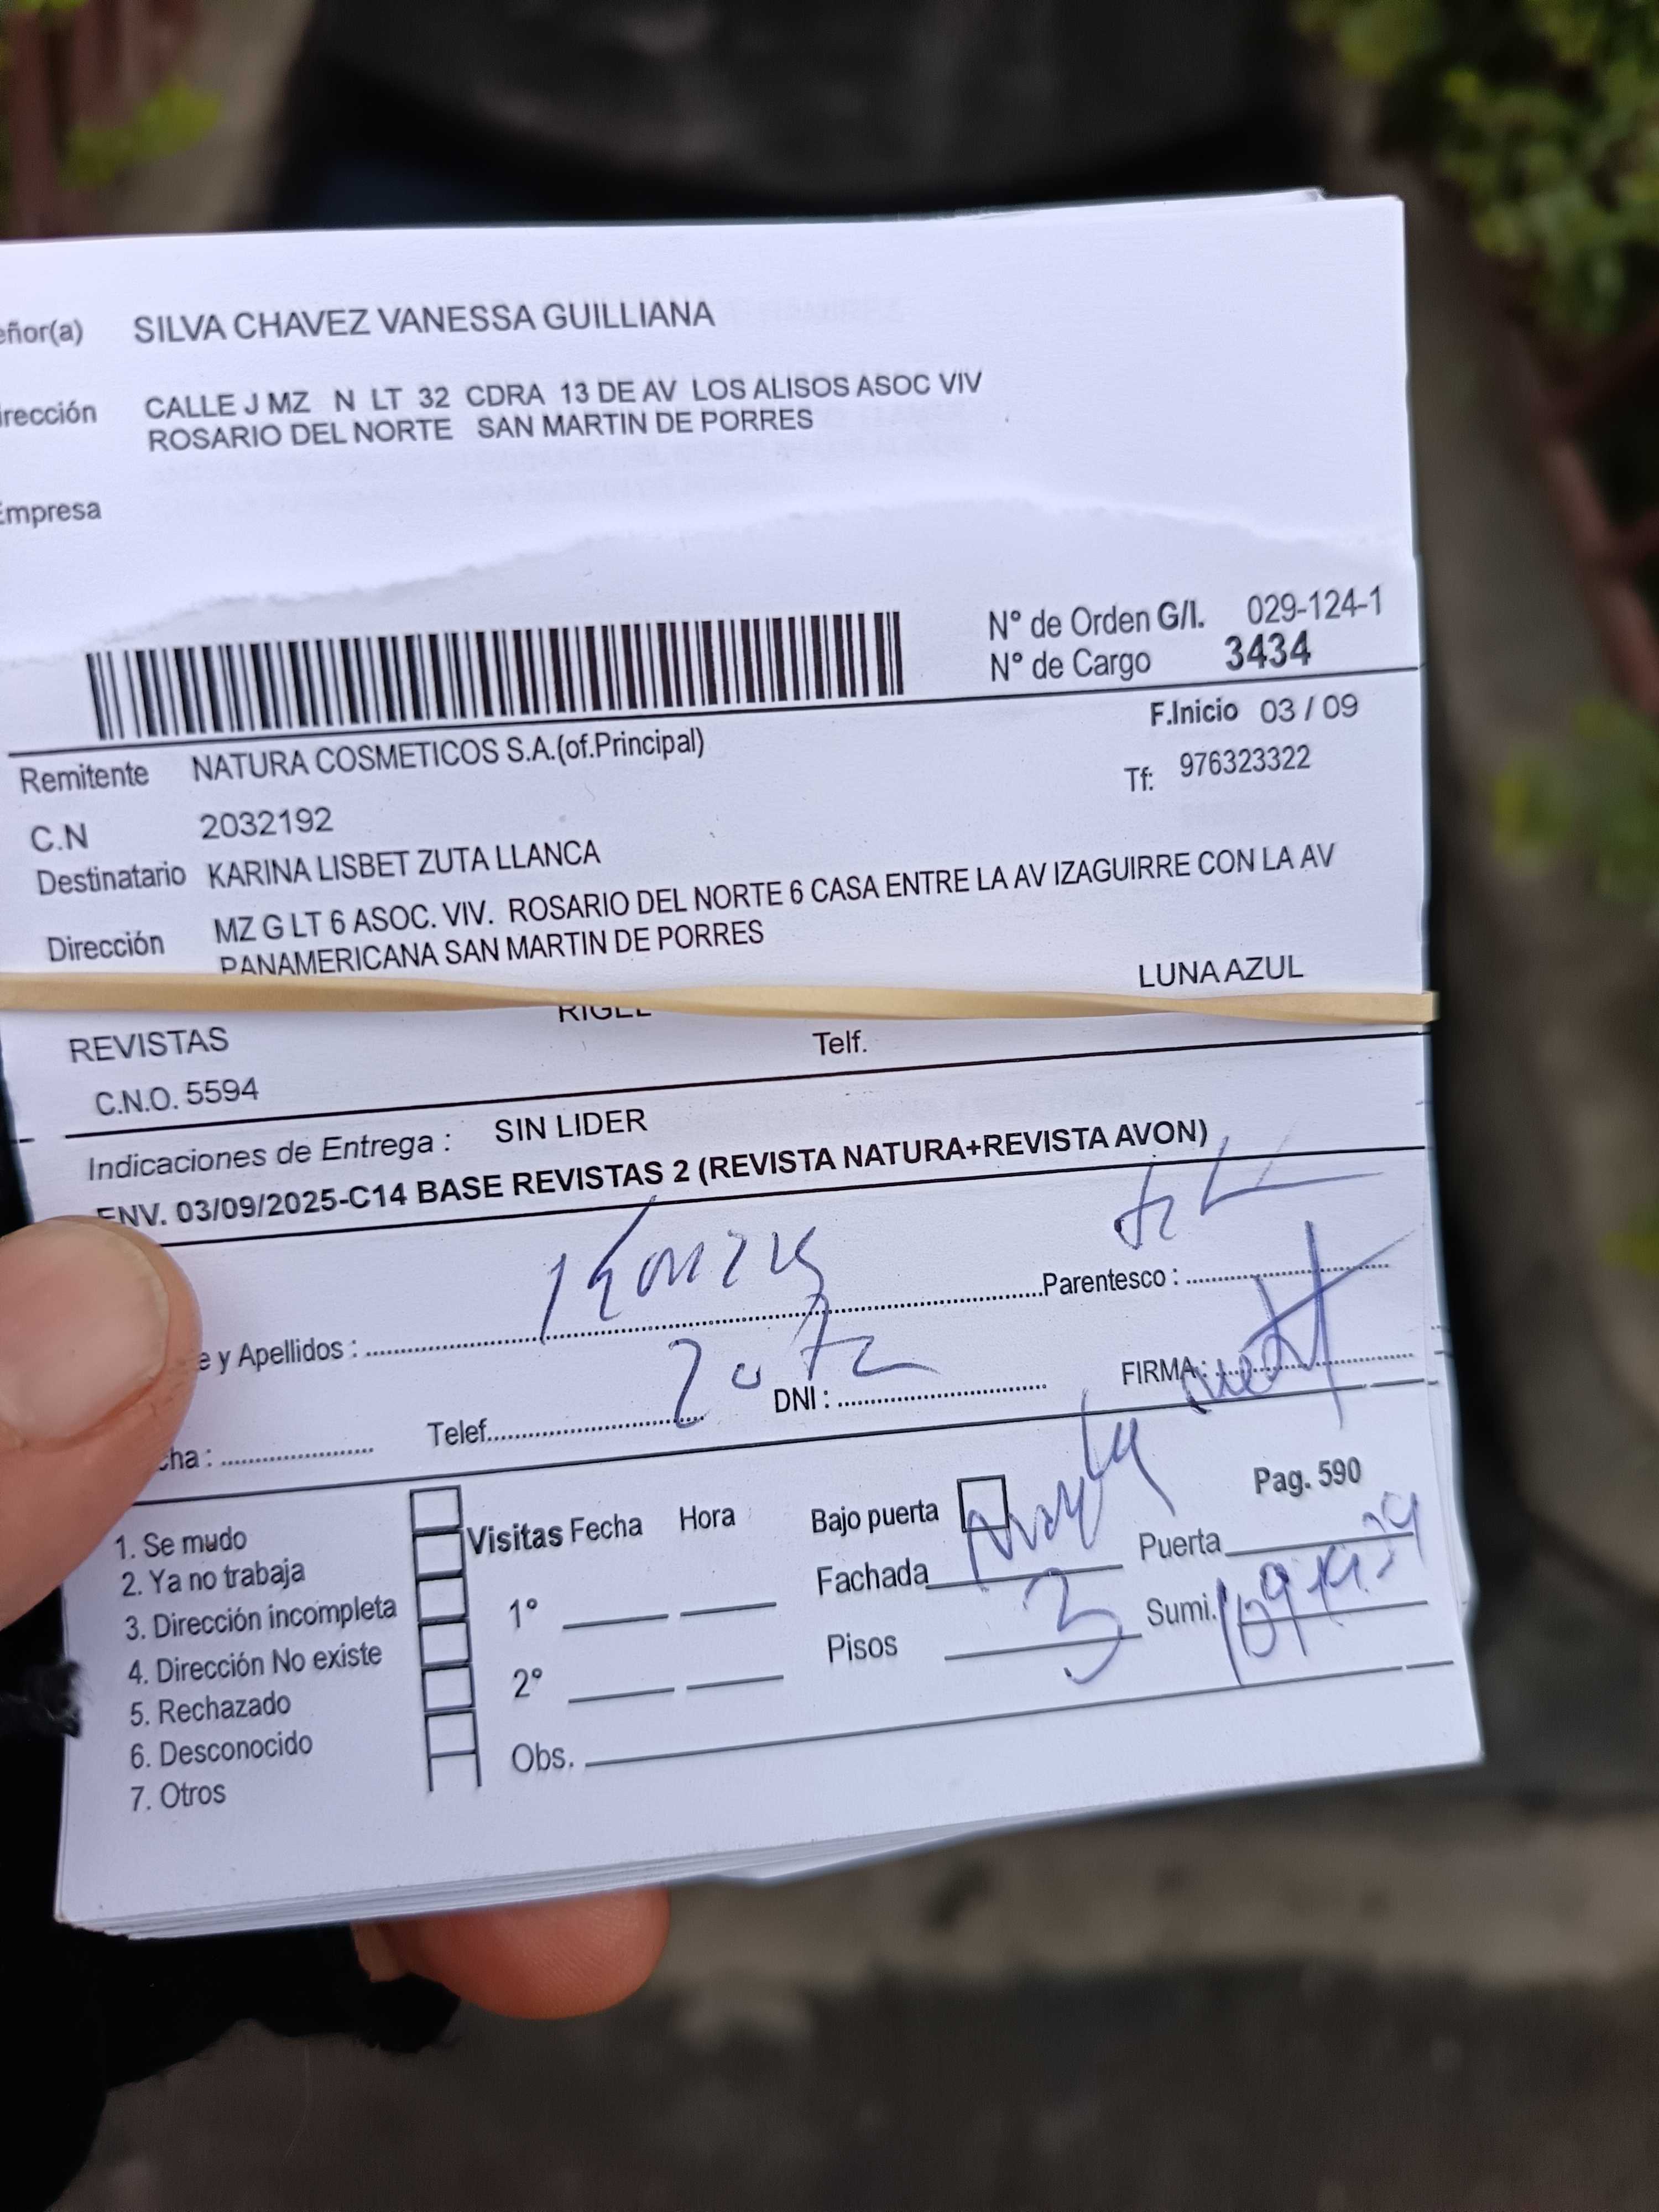 eñor(a) SILVA CHAVEZ VANESSA GUILLIANA
irección CALLE J MZ N LT 32 CDRA 13 DE AV LOS ALISOS ASOC VIV
ROSARIO DEL NORTE SAN MARTIN DE PORRES
Empresa
N° de Orden G/I. 029-124-1
N° de Cargo 3434
F.Inicio 03 / 09
Remitente NATURA COSMETICOS S.A.(of.Principal)
Tf: 976323322
C.N 2032192
Destinatario KARINA LISBET ZUTA LLANCA
Dirección MZ G LT 6 ASOC. VIV. ROSARIO DEL NORTE 6 CASA ENTRE LA AV IZAGUIRRE CON LA AV
PANAMERICANA SAN MARTIN DE PORRES
LUNA AZUL
REVISTAS RIGEL
Telf.
C.N.O. 5594
Indicaciones de Entrega : SIN LIDER
ENV. 03/09/2025-C14 BASE REVISTAS 2 (REVISTA NATURA+REVISTA AVON)
e y Apellidos : Parentesco :
cha : Telef. DNI : FIRMA:
1. Se mudo Visitas Fecha Hora Bajo puerta Pag. 590
2. Ya no trabaja Fachada Puerta
3. Dirección incompleta 1° Pisos 3 Sumi.
4. Dirección No existe
5. Rechazado 2°
6. Desconocido Obs.
7. Otros